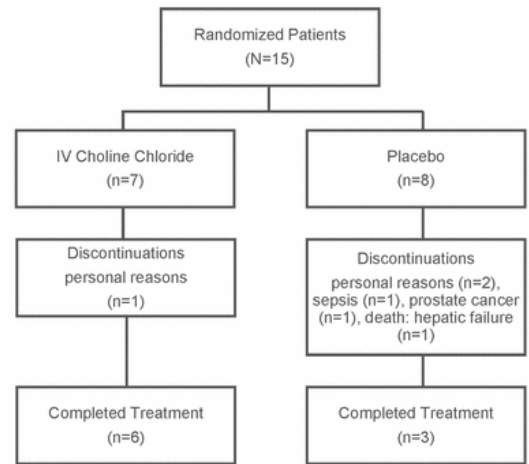 Randomized Patients
(N=15)
IV Choline Chloride
(n=7)
Placebo
(n=8)
Discontinuations
personal reasons
(n=1)
Discontinuations
personal reasons (n=2),
sepsis (n=1), prostate cancer
(n=1), death: hepatic failure
(n=1)
Completed Treatment
(n=6)
Completed Treatment
(n=3)